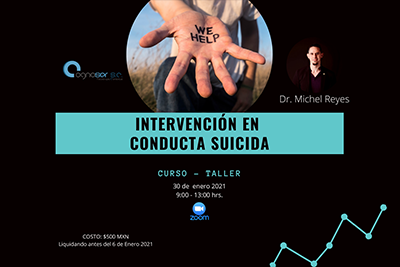 WE
HELP
Dr. Michel Reyes
INTERVENCIÓN EN
CONDUCTA SUICIDA
CURSO - TALLER
30 de enero 2021
9:00 - 13:00 hrs.
zoom
COSTO: $500 MXN
Liquidando antes del 6 de Enero 2021